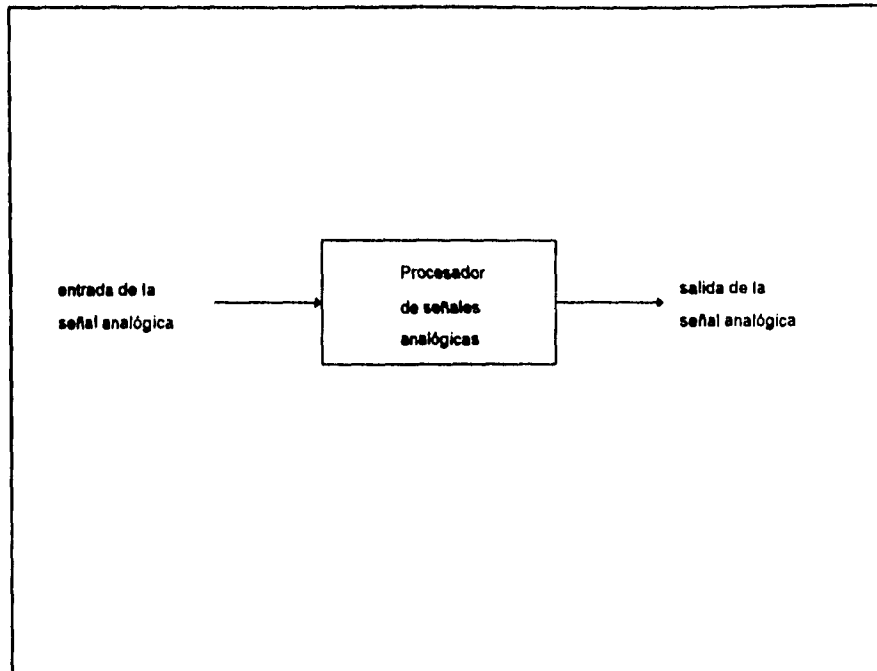 entrada de la
señal analógica
Procesador
de señales
analógicas
salida de la
señal analógica